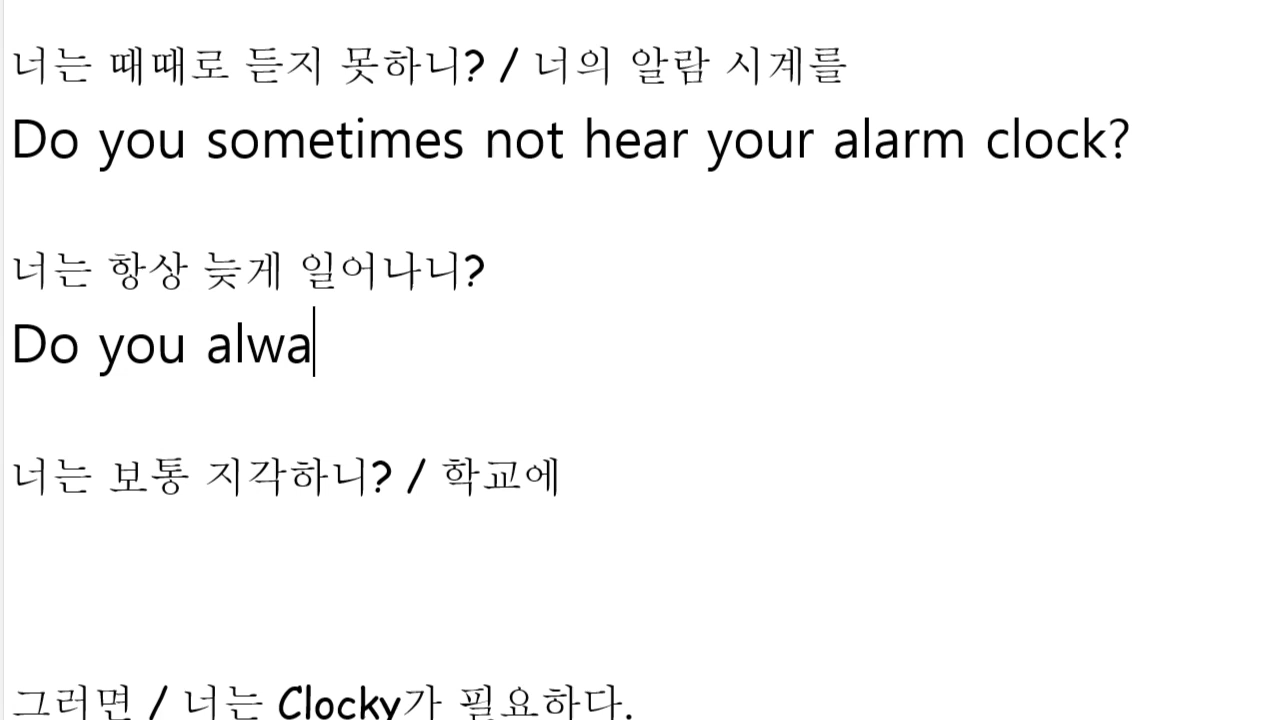 너는 때때로 듣지 못하니? / 너의 알람 시계를
Do you sometimes not hear your alarm clock?
너는 항상 늦게 일어나니?
Do you alwa
너는 보통 지각하니? / 학교에
그러면 / 너는 Clocky가 필요하다.